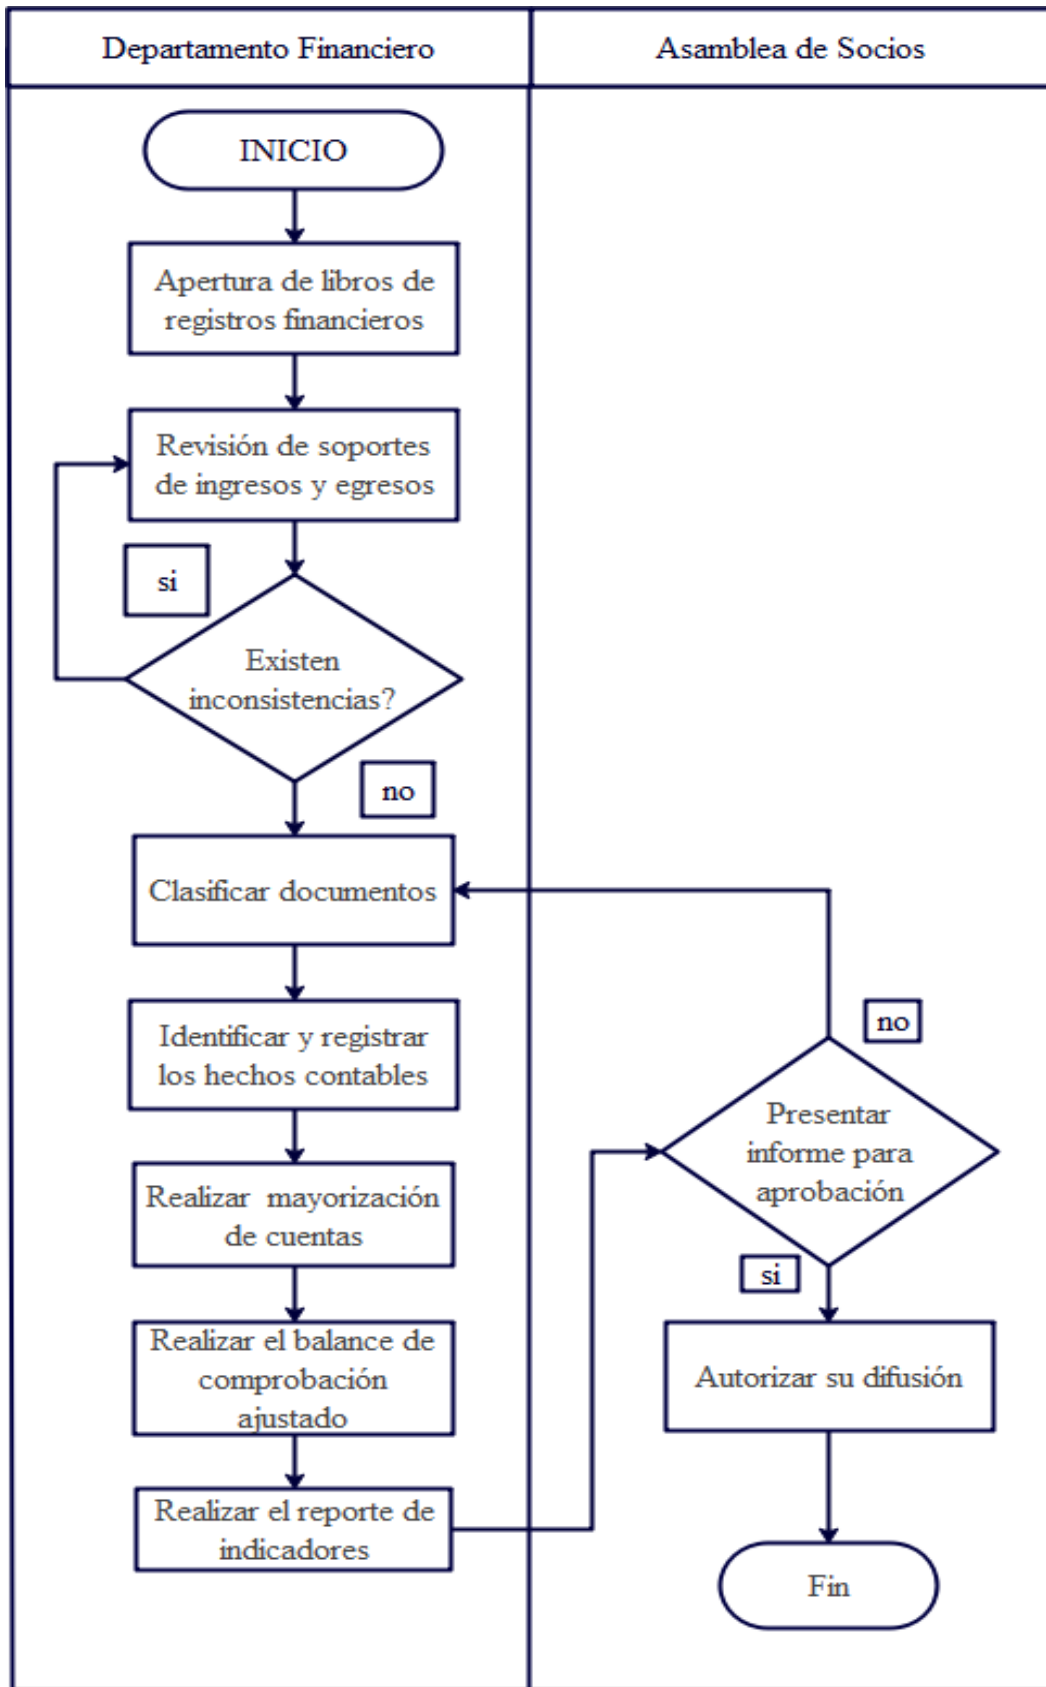 Departamento Financiero
Asamblea de Socios
INICIO
Apertura de libros de
registros financieros
Revisión de soportes
de ingresos y egresos
si
Existen
inconsistencias?
no
Clasificar documentos
Identificar y registrar
los hechos contables
Realizar mayorización
de cuentas
Realizar el balance de
comprobación
ajustado
Realizar el reporte de
indicadores
no
Presentar
informe para
aprobación
si
Autorizar su difusión
Fin